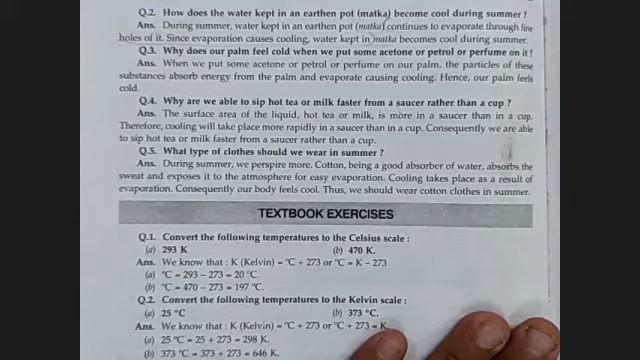 Q.2. How does the water kept in an earthen pot (matka) become cool during summer ?
Ans. During summer, water kept in an earthen pot (matka) continues to evaporate through fine
holes of it. Since evaporation causes cooling, water kept in matka becomes cool during summer.
Q.3. Why does our palm feel cold when we put some acetone or petrol or perfume on it ?
Ans. When we put some acetone or petrol or perfume on our palm, the particles of these
substances absorb energy from the palm and evaporate causing cooling. Hence, our palm feels
cold.
Q.4. Why are we able to sip hot tea or milk faster from a saucer rather than a cup ?
Ans. The surface area of the liquid, hot tea or milk, is more in a saucer than in a cup.
Therefore, cooling will take place more rapidly in a saucer than in a cup. Consequently we are able
to sip hot tea or milk faster from a saucer rather than a cup.
Q.5. What type of clothes should we wear in summer ?
Ans. During summer, we perspire more. Cotton, being a good absorber of water, absorbs the
sweat and exposes it to the atmosphere for easy evaporation. Cooling takes place as a result of
evaporation. Consequently our body feels cool. Thus, we should wear cotton clothes in summer.
TEXTBOOK EXERCISES
Q.1. Convert the following temperatures to the Celsius scale :
(a) 293 K (b) 470 K.
Ans. We know that : K (Kelvin) = °C + 273 or °C = K – 273
(a) °C = 293 – 273 = 20 °C.
(b) °C = 470 – 273 = 197 °C.
Q.2. Convert the following temperatures to the Kelvin scale :
(a) 25 °C (b) 373 °C.
Ans. We know that : K (Kelvin) = °C + 273 or °C + 273 = K.
(a) 25 °C = 25 + 273 = 298 K.
(b) 373 °C = 373 + 273 = 646 K.